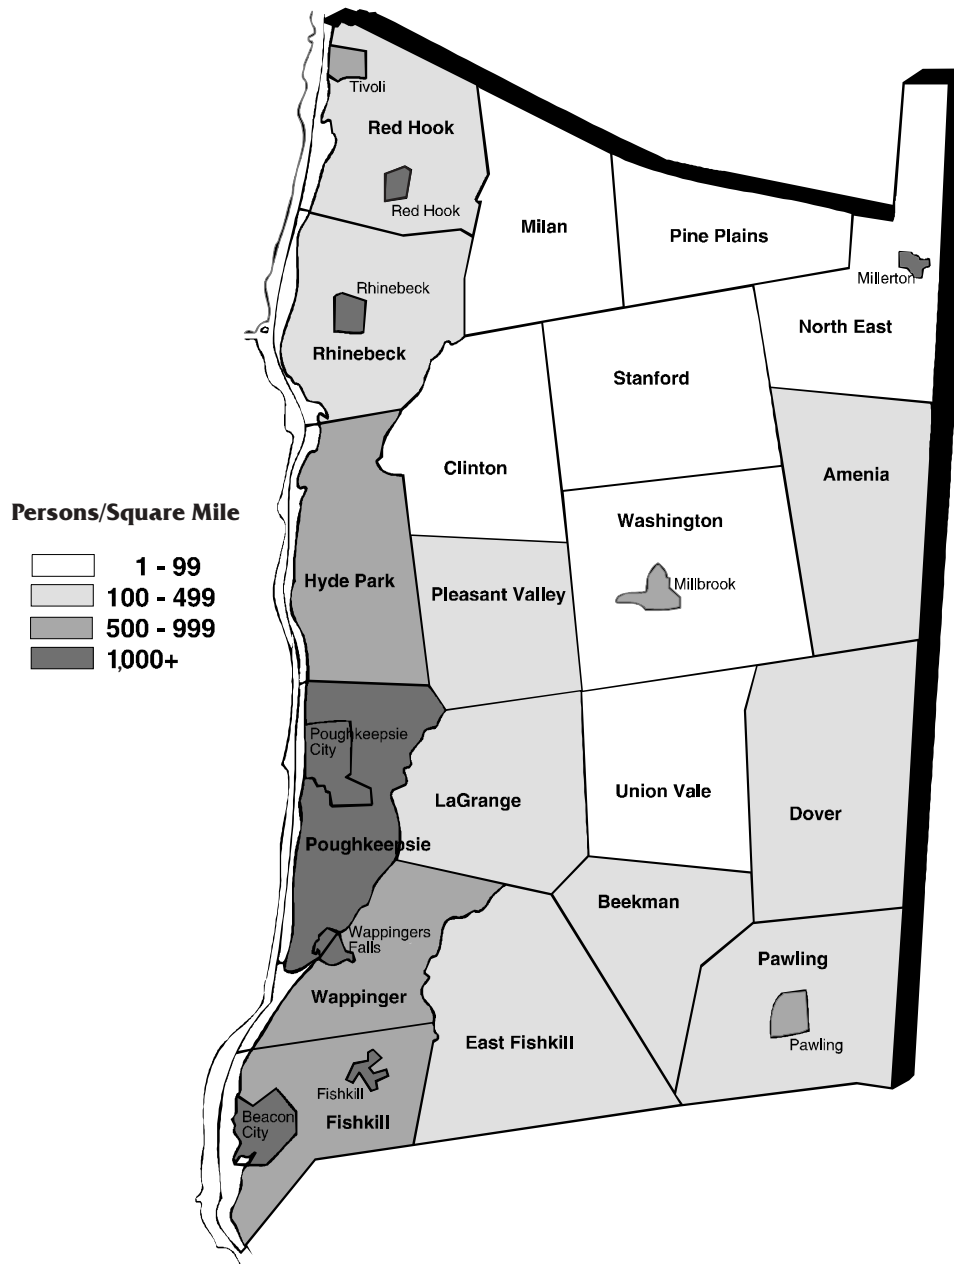 Tivoli
Red Hook
Red Hook
Milan
Pine Plains
Millerton
Rhinebeck
North East
Rhinebeck
Stanford
Clinton
Amenia
Persons/Square Mile
Washington
1 - 99
Hyde Park
Millbrook
100 - 499
Pleasant Valley
500 - 999
1,000+
Poughkeepsie
City
Union Vale
LaGrange
Dover
Poughkeepsie
Beekman
Wappingers
Falls
Pawling
Wappinger
East Fishkill
Pawling
Fishkill
Beacon
City
Fishkill